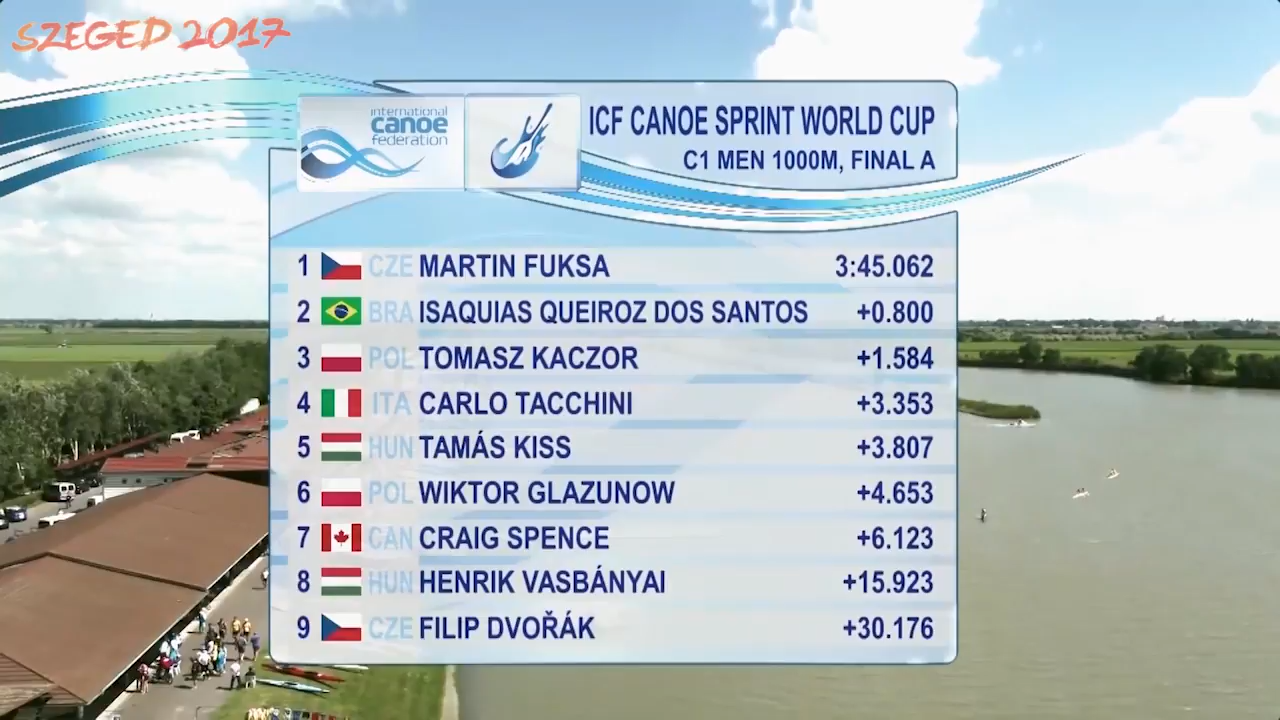 SZEGED 2017
international
canoe
federation
ICF CANOE SPRINT WORLD CUP
C1 MEN 1000M, FINAL A
1 CZE MARTIN FUKSA 3:45.062
2 BRA ISAQUIAS QUEIROZ DOS SANTOS +0.800
3 POL TOMASZ KACZOR +1.584
4 ITA CARLO TACCHINI +3.353
5 HUN TAMÁS KISS +3.807
6 POL WIKTOR GLAZUNOW +4.653
7 CAN CRAIG SPENCE +6.123
8 HUN HENRIK VASBÁNYAI +15.923
9 CZE FILIP DVOŘÁK +30.176